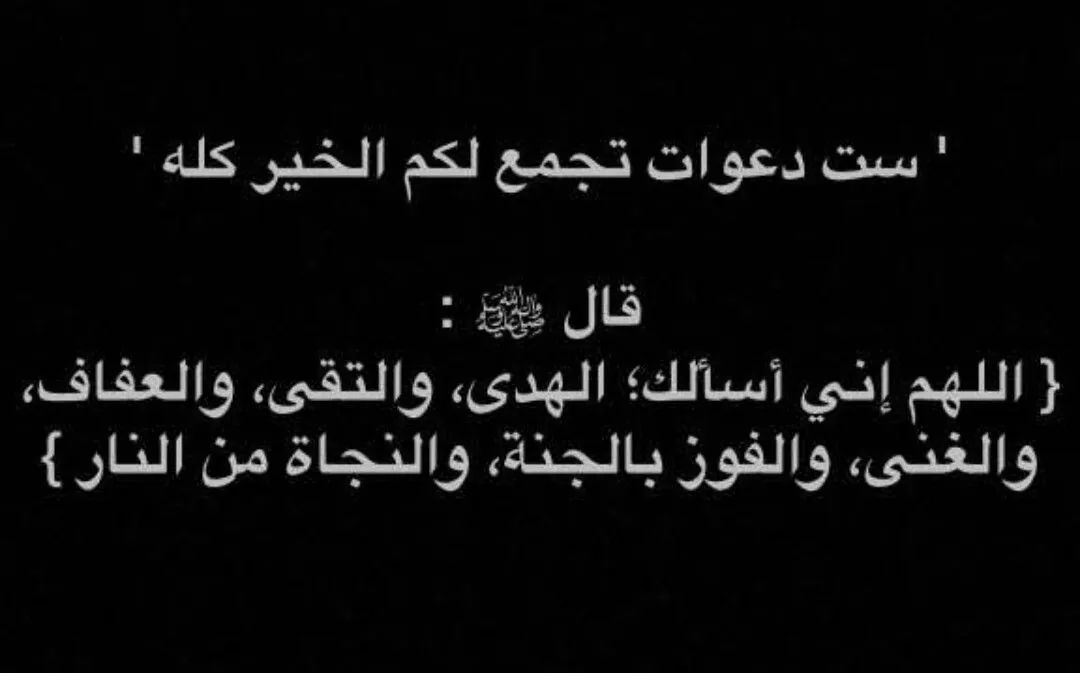 ' ست دعوات تجمع لكم الخير كله '
قال ﷺ :
{ اللهم إني أسألك؛ الهدى، والتقى، والعفاف،
والغنى، والفوز بالجنة، والنجاة من النار }